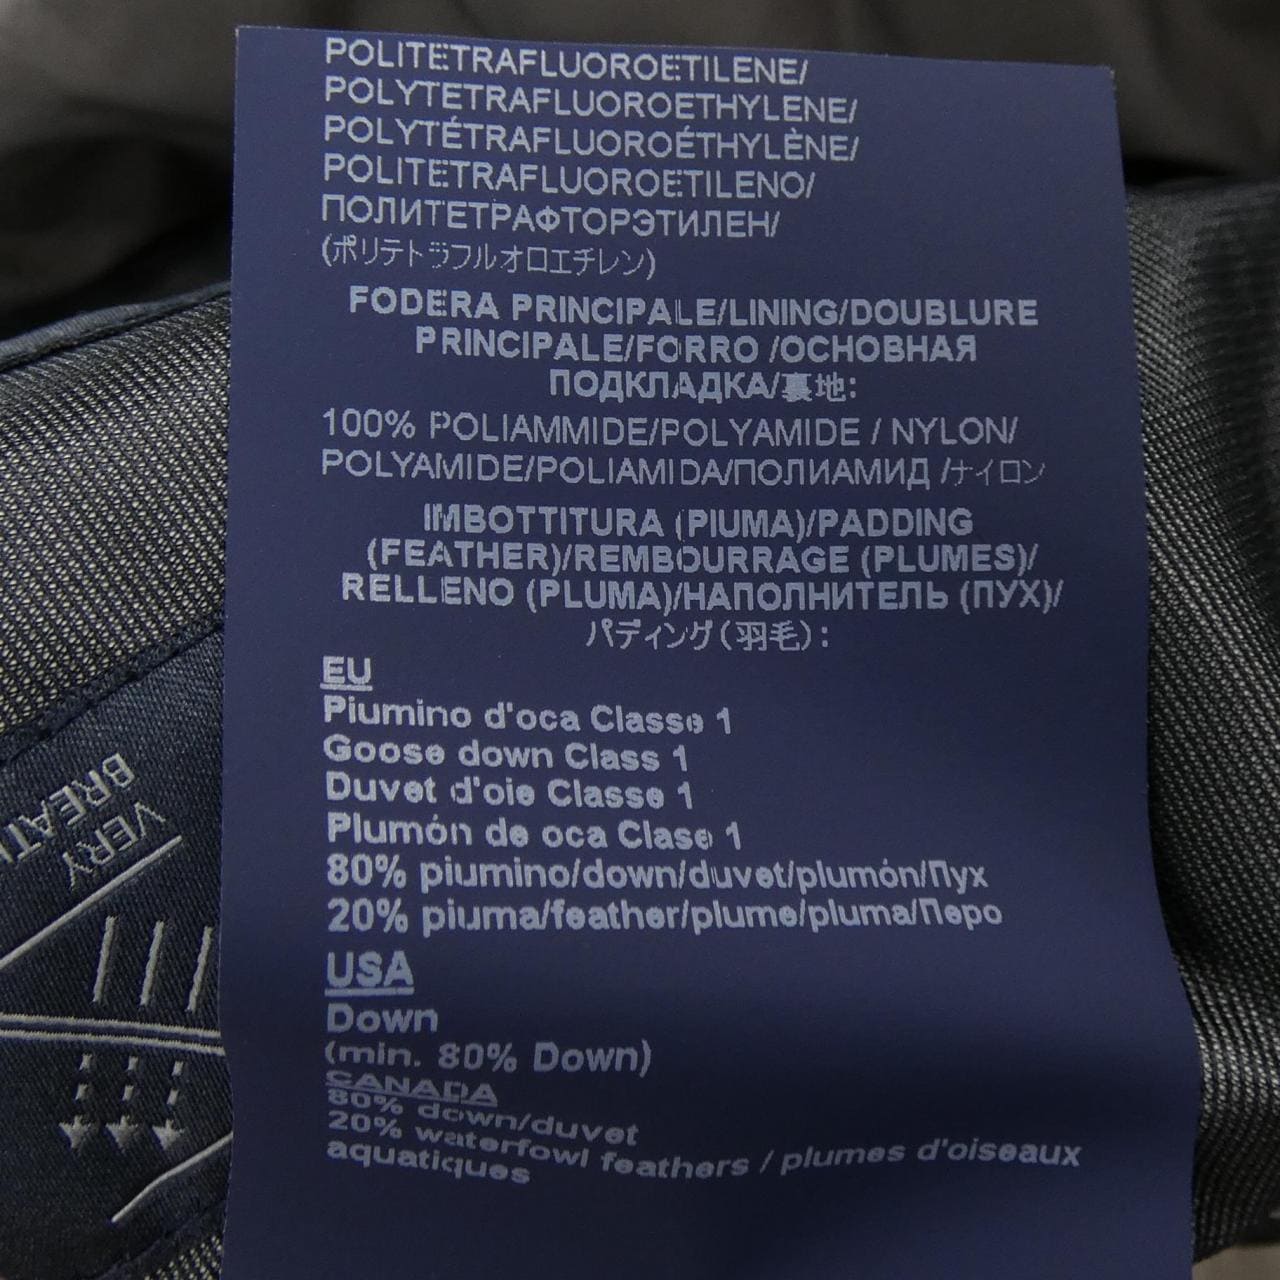 POLITETRAFLUOROETILENE/
POLYTETRAFLUOROETHYLENE/
POLYTÉTRAFLUOROÉTHYLÈNE/
POLITETRAFLUOROETILENO/
ПОЛИТЕТРАФТОРЭТИЛЕН/
(ポリテトラフルオロエチレン)
FODERA PRINCIPALE/LINING/DOUBLURE
PRINCIPALE/FORRO /ОСНОВНАЯ
ПОДКЛАДКА/裏地:
100% POLIAMMIDE/POLYAMIDE / NYLON/
POLYAMIDE/POLIAMIDA/ПОЛИАМИД /ナイロン
IMBOTTITURA (PIUMA)/PADDING
(FEATHER)/REMBOURRAGE (PLUMES)/
RELLENO (PLUMA)/НАПОЛНИТЕЛЬ (ПУХ)/
パディング(羽毛):
EU
Piumino d'oca Classe 1
Goose down Class 1
Duvet d'oie Classe 1
Plumón de oca Clase 1
80% piumino/down/duvet/plumón/Пух
20% piuma/feather/plume/pluma/Перо
USA
Down
(min. 80% Down)
CANADA
80% down/duvet
20% waterfowl feathers / plumes d'oiseaux
aquatiques
VERY